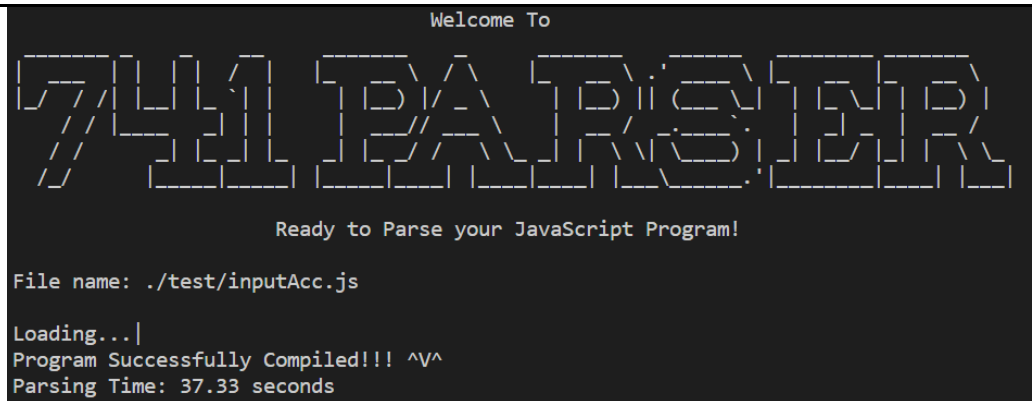 Welcome To
741 PARSER
Ready to Parse your JavaScript Program!
File name: ./test/inputAcc.js
Loading...|
Program Successfully Compiled!!! ^V^
Parsing Time: 37.33 seconds